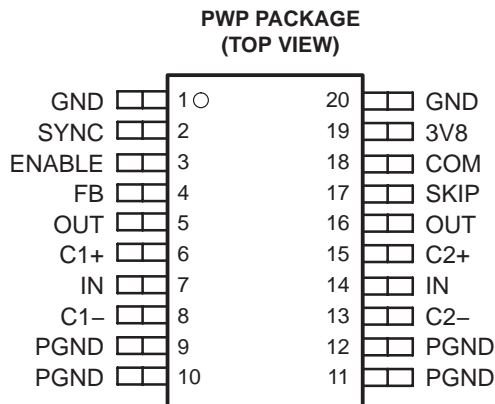 PWP PACKAGE
(TOP VIEW)
GND 1 20 GND
SYNC 2 19 3V8
ENABLE 3 18 COM
FB 4 17 SKIP
OUT 5 16 OUT
C1+ 6 15 C2+
IN 7 14 IN
C1– 8 13 C2–
PGND 9 12 PGND
PGND 10 11 PGND